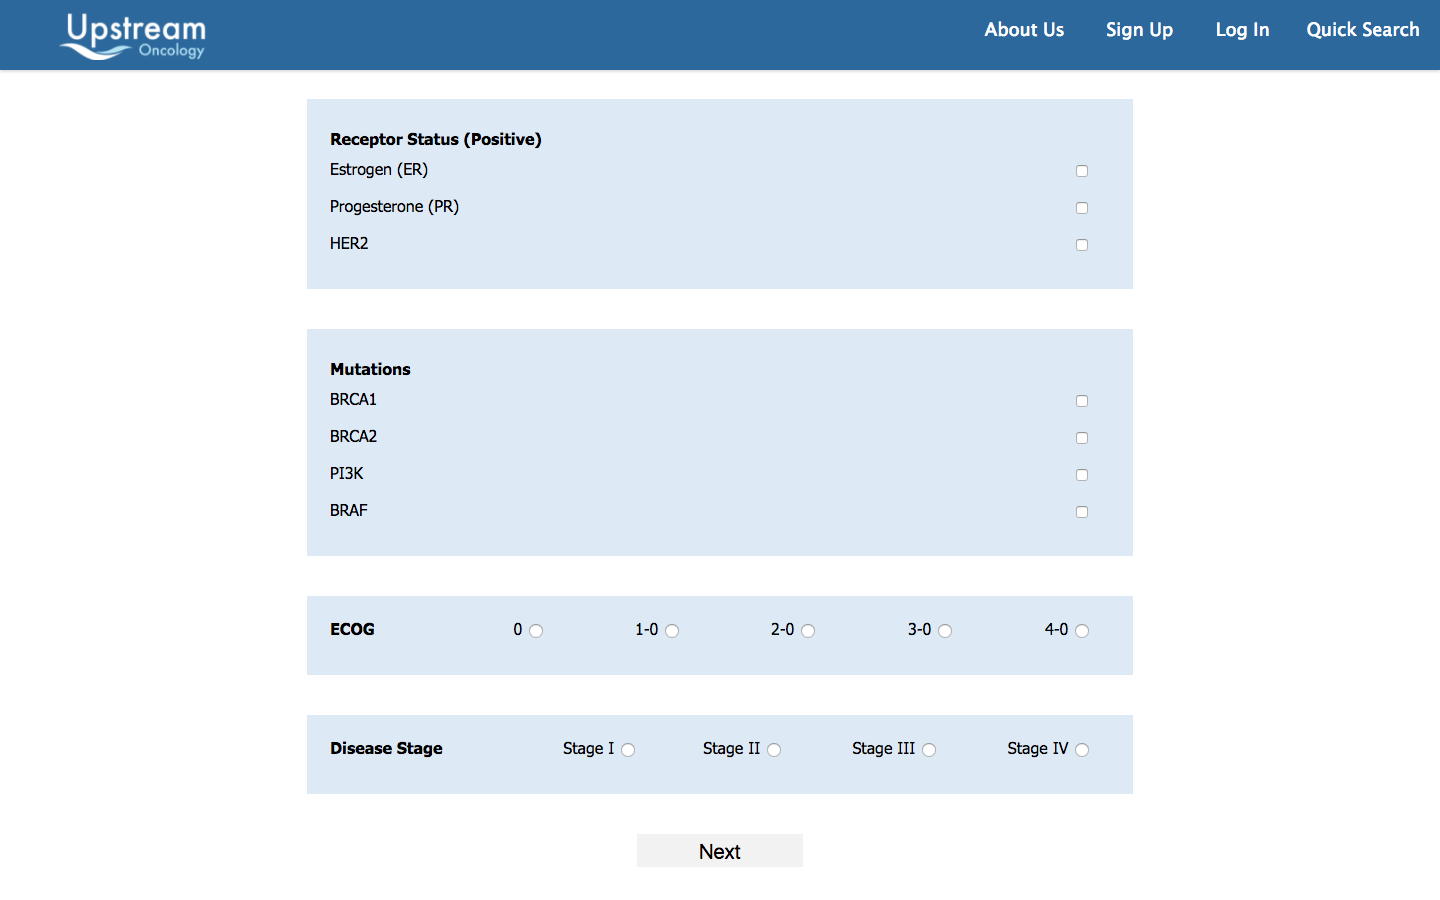 Upstream
Oncology
About Us Sign Up Log In Quick Search
Receptor Status (Positive)
Estrogen (ER)
Progesterone (PR)
HER2
Mutations
BRCA1
BRCA2
PI3K
BRAF
ECOG 0 1-0 2-0 3-0 4-0
Disease Stage Stage I Stage II Stage III Stage IV
Next